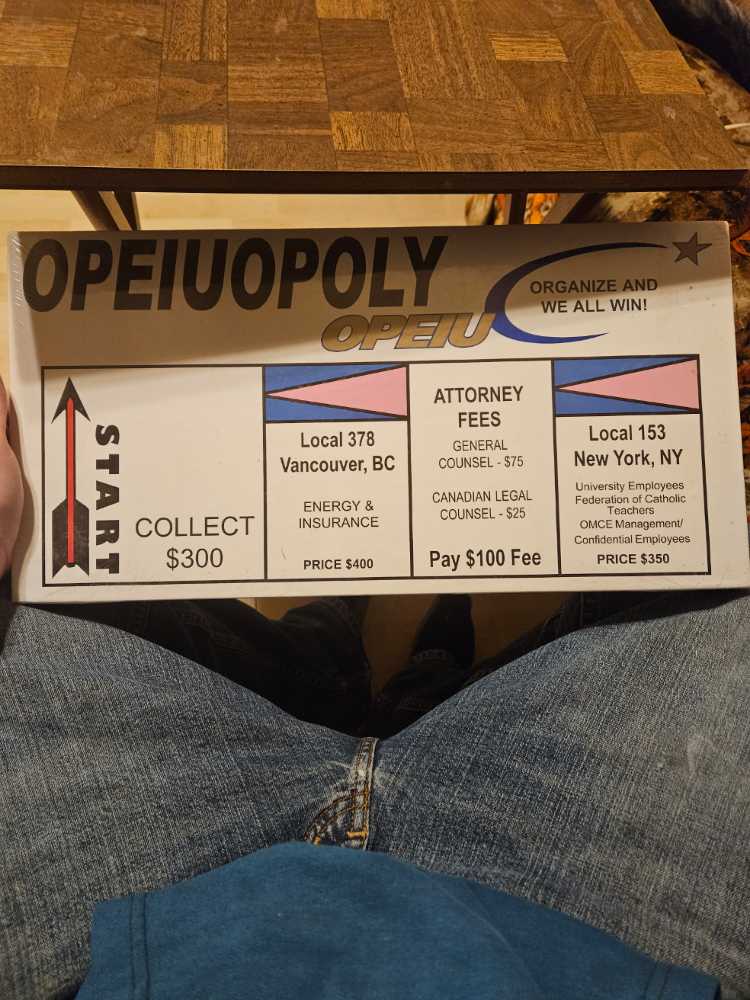 OPEIUOPOLY
OPEIU
ORGANIZE AND
WE ALL WIN!
START
COLLECT
$300
Local 378
Vancouver, BC
ENERGY &
INSURANCE
PRICE $400
ATTORNEY
FEES
GENERAL
COUNSEL - $75
CANADIAN LEGAL
COUNSEL - $25
Pay $100 Fee
Local 153
New York, NY
University Employees
Federation of Catholic
Teachers
OMCE Management/
Confidential Employees
PRICE $350